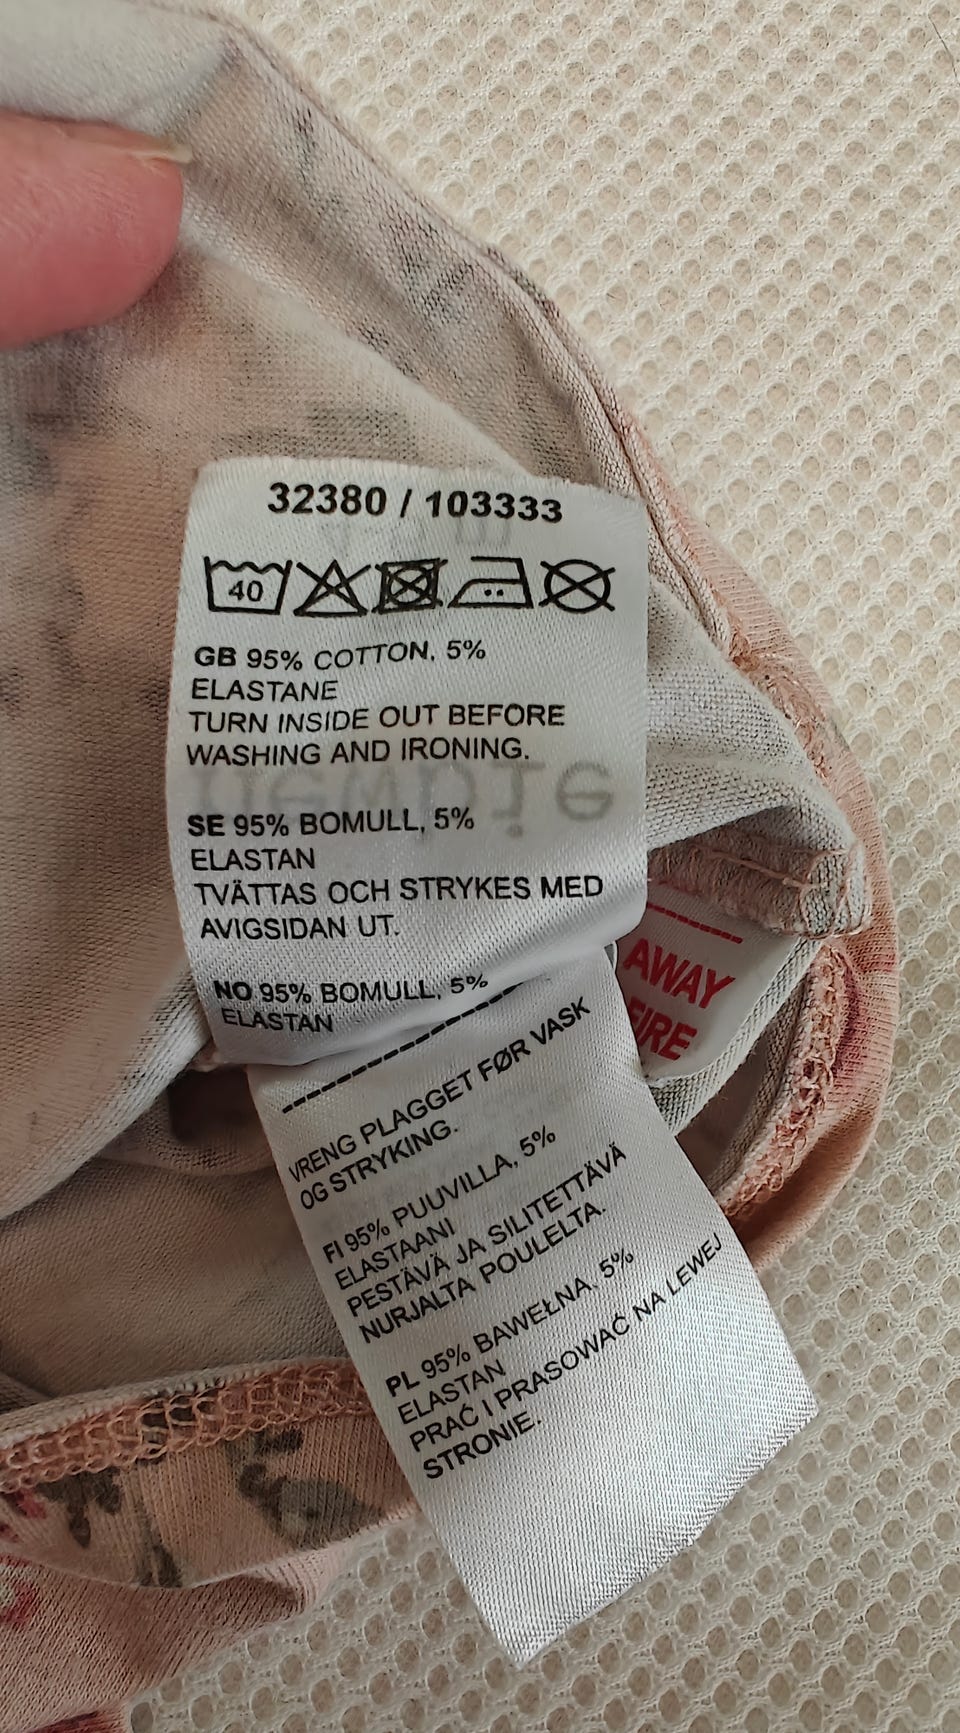 32380 / 103333
40
GB 95% COTTON, 5%
ELASTANE
TURN INSIDE OUT BEFORE
WASHING AND IRONING.
newbie
SE 95% BOMULL, 5%
ELASTAN
TVÄTTAS OCH STRYKES MED
AVIGSIDAN UT.
NO 95% BOMULL, 5%
ELASTAN
VRENG PLAGGET FØR VASK
OG STRYKING.
FI 95% PUUVILLA, 5%
ELASTAANI
PESTÄVÄ JA SILITETTÄVÄ
NURJALTA POULELTA.
PL 95% BAWEŁNA, 5%
ELASTAN
PRAĆ I PRASOWAĆ NA LEWEJ
STRONIE.
AWAY
FIRE